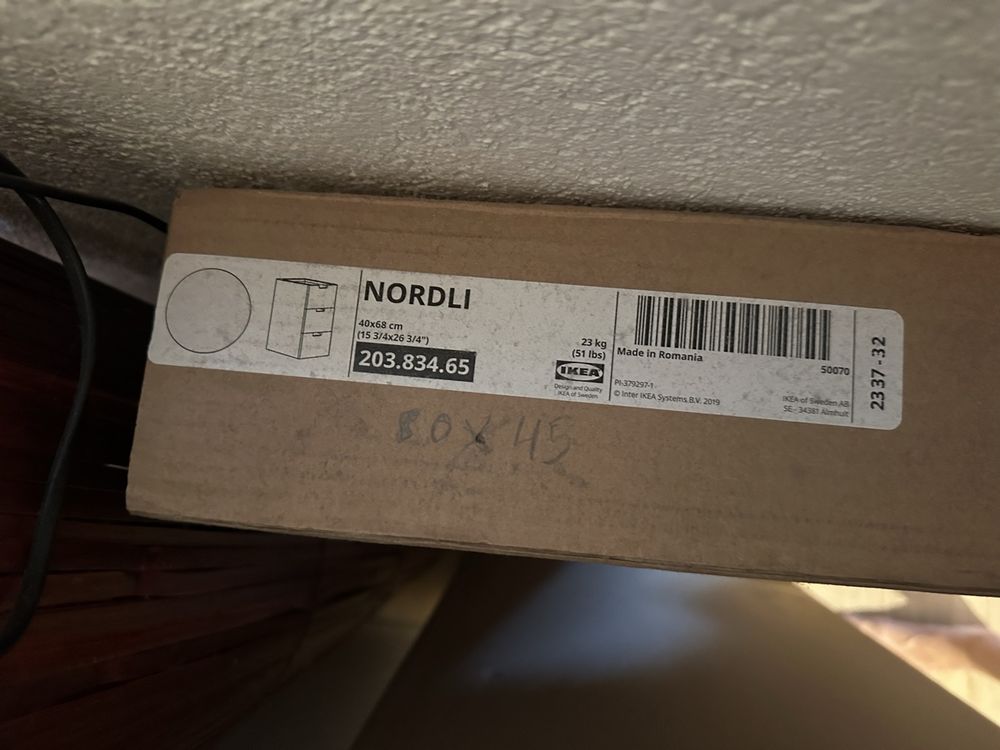 NORDLI
40x68 cm
(15 3/4x26 3/4")
203.834.65
23 kg
(51 lbs)
IKEA
Design and Quality
IKEA of Sweden
Made in Romania
50070
PI-379297-1
© Inter IKEA Systems B.V. 2019
IKEA of Sweden AB
SE- 34381 Älmhult
2337-32
80X45